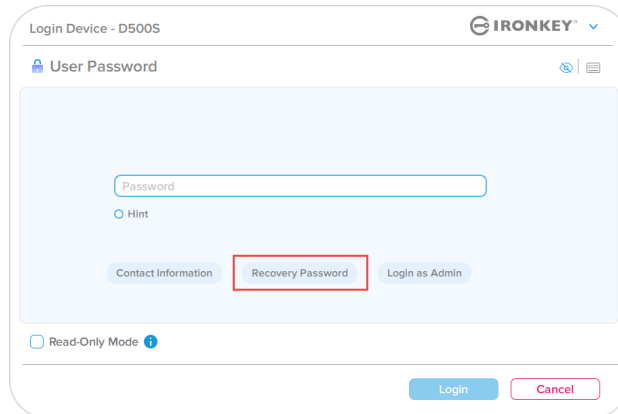 Login Device - D500S
IRONKEY™
User Password
Password
Hint
Contact Information
Recovery Password
Login as Admin
Read-Only Mode
Login
Cancel